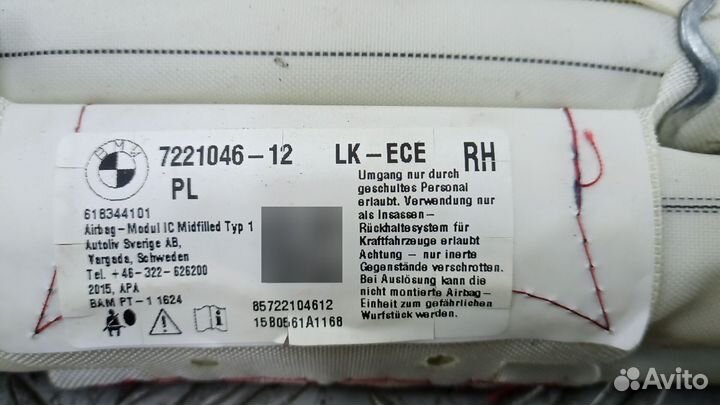 BMW
7221046-12 LK-ECE RH
PL
618344101
Airbag-Modul IC Midfilled Typ 1
Autoliv Sverige AB,
Vargada, Schweden
Tel. +46-322-626200
2015, APA
BAM PT-1 1624
85722104612
15B0561A1168
Umgang nur durch
geschultes Personal
erlaubt. Verwendung nur
als Insassen-
Rückhaltesystem für
Kraftfahrzeuge erlaubt
Achtung - nur inerte
Gegenstände verschrotten.
Bei Auslösung kann die
nicht montierte Airbag-
Einheit zum gefährlichen
Wurfstück werden.
Avito